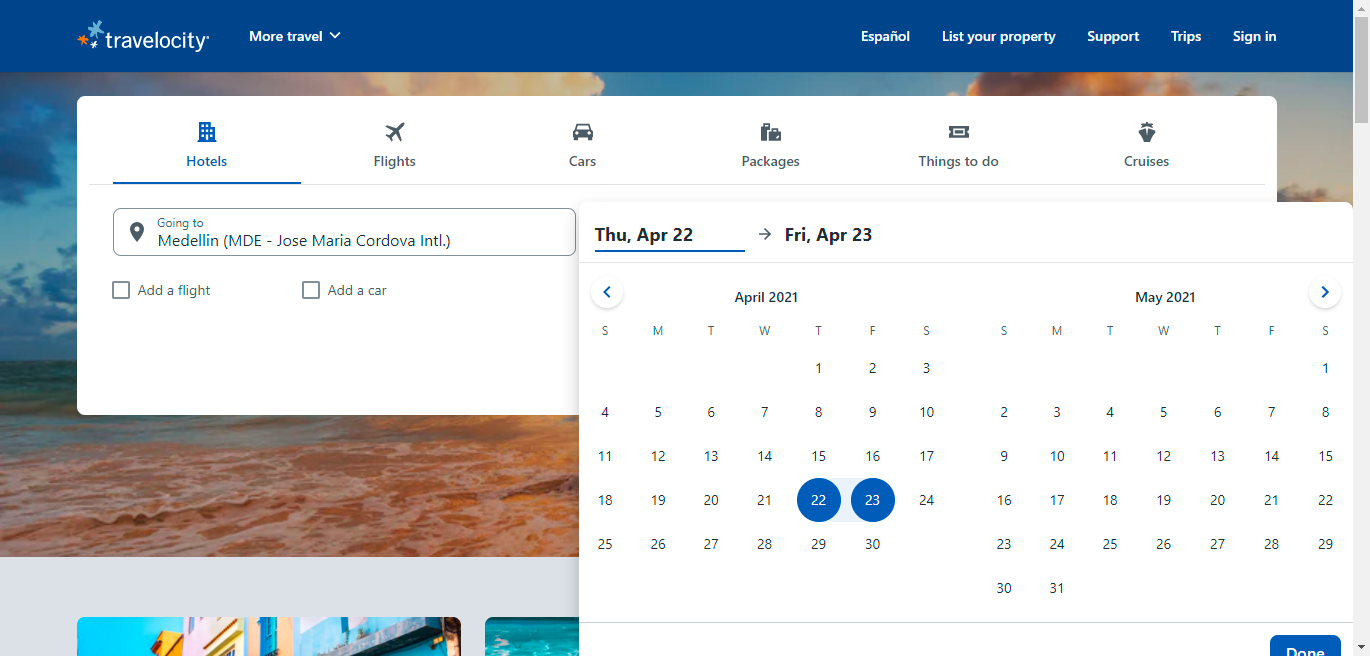 travelocity
More travel
Español
List your property
Support
Trips
Sign in
Hotels
Flights
Cars
Packages
Things to do
Cruises
Going to
Medellin (MDE - Jose Maria Cordova Intl.)
Add a flight
Add a car
Thu, Apr 22
Fri, Apr 23
April 2021
S M T W T F S
1 2 3
4 5 6 7 8 9 10
11 12 13 14 15 16 17
18 19 20 21 22 23 24
25 26 27 28 29 30
May 2021
S M T W T F S
1
2 3 4 5 6 7 8
9 10 11 12 13 14 15
16 17 18 19 20 21 22
23 24 25 26 27 28 29
30 31
Done